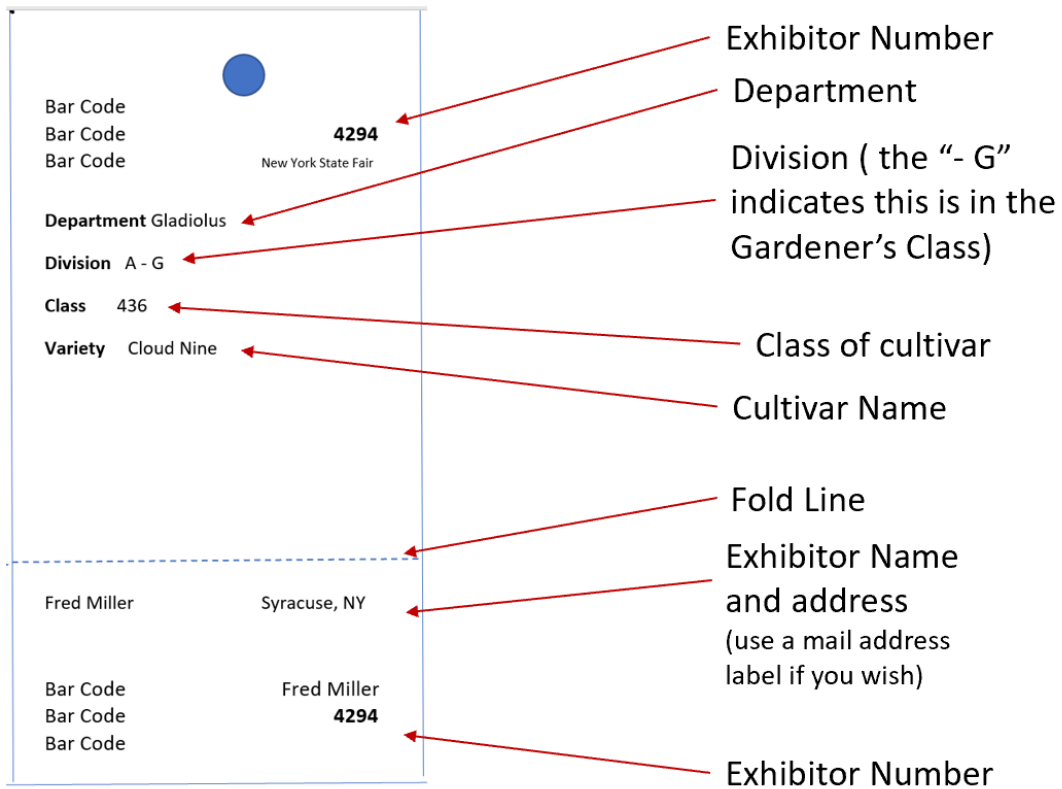 Bar Code
Bar Code 4294
Bar Code New York State Fair
Department Gladiolus
Division A - G
Class 436
Variety Cloud Nine
Fred Miller Syracuse, NY
Bar Code Fred Miller
Bar Code 4294
Bar Code
Exhibitor Number
Department
Division ( the “- G”
indicates this is in the
Gardener’s Class)
Class of cultivar
Cultivar Name
Fold Line
Exhibitor Name
and address
(use a mail address
label if you wish)
Exhibitor Number